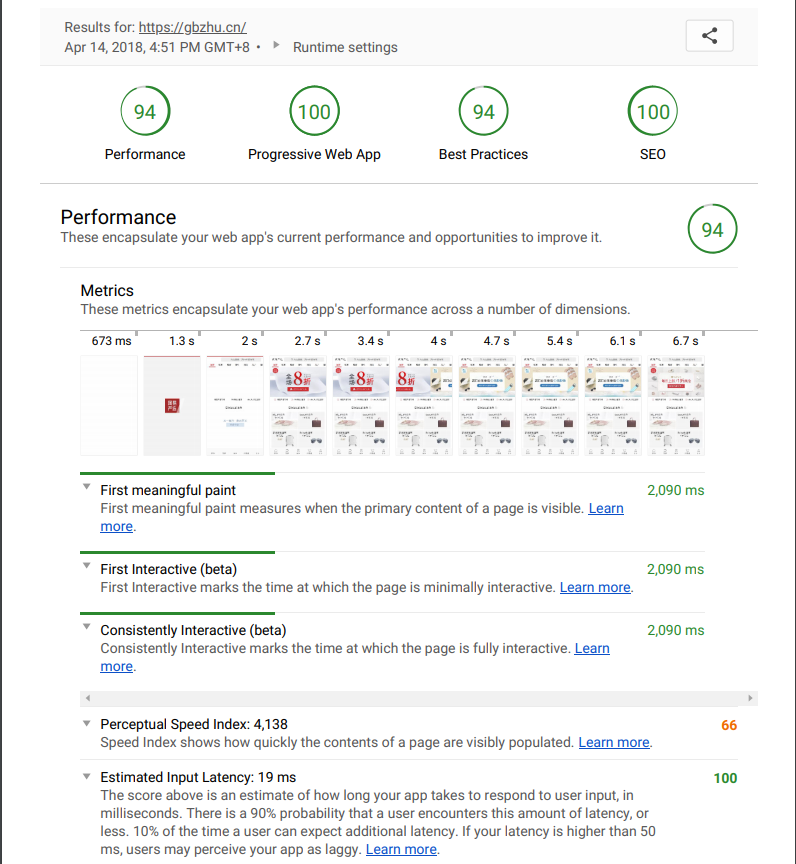 Results for: https://gbzhu.cn/
Apr 14, 2018, 4:51 PM GMT+8 • Runtime settings
94 100 94 100
Performance Progressive Web App Best Practices SEO
Performance
These encapsulate your web app's current performance and opportunities to improve it.
94
Metrics
These metrics encapsulate your web app's performance across a number of dimensions.
673 ms 1.3 s 2 s 2.7 s 3.4 s 4 s 4.7 s 5.4 s 6.1 s 6.7 s
全场8折
全场8折
8折
First meaningful paint 2,090 ms
First meaningful paint measures when the primary content of a page is visible. Learn
more.
First Interactive (beta) 2,090 ms
First Interactive marks the time at which the page is minimally interactive. Learn more.
Consistently Interactive (beta) 2,090 ms
Consistently Interactive marks the time at which the page is fully interactive. Learn
more.
Perceptual Speed Index: 4,138 66
Speed Index shows how quickly the contents of a page are visibly populated. Learn more.
Estimated Input Latency: 19 ms 100
The score above is an estimate of how long your app takes to respond to user input, in
milliseconds. There is a 90% probability that a user encounters this amount of latency, or
less. 10% of the time a user can expect additional latency. If your latency is higher than 50
ms, users may perceive your app as laggy. Learn more.